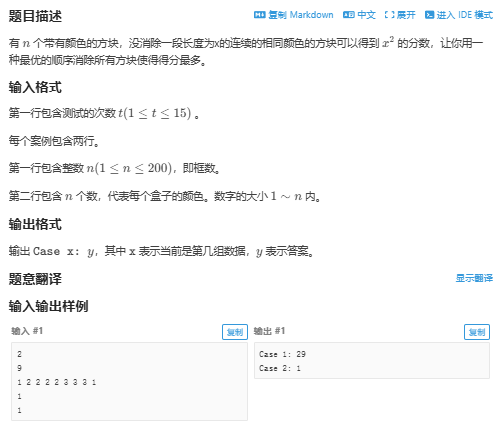 题目描述
复制 Markdown 中文 展开 进入 IDE 模式
有 n 个带有颜色的方块，没消除一段长度为x的连续的相同颜色的方块可以得到 x² 的分数，让你用一
种最优的顺序消除所有方块使得得分最多。
输入格式
第一行包含测试的次数 t(1 ≤ t ≤ 15) 。
每个案例包含两行。
第一行包含整数 n(1 ≤ n ≤ 200)，即框数。
第二行包含 n 个数，代表每个盒子的颜色。数字的大小 1 ∼ n 内。
输出格式
输出 Case x: y，其中 x 表示当前是第几组数据，y 表示答案。
题意翻译
显示翻译
输入输出样例
输入 #1
复制
2
9
1 2 2 2 2 3 3 3 1
1
1
输出 #1
复制
Case 1: 29
Case 2: 1